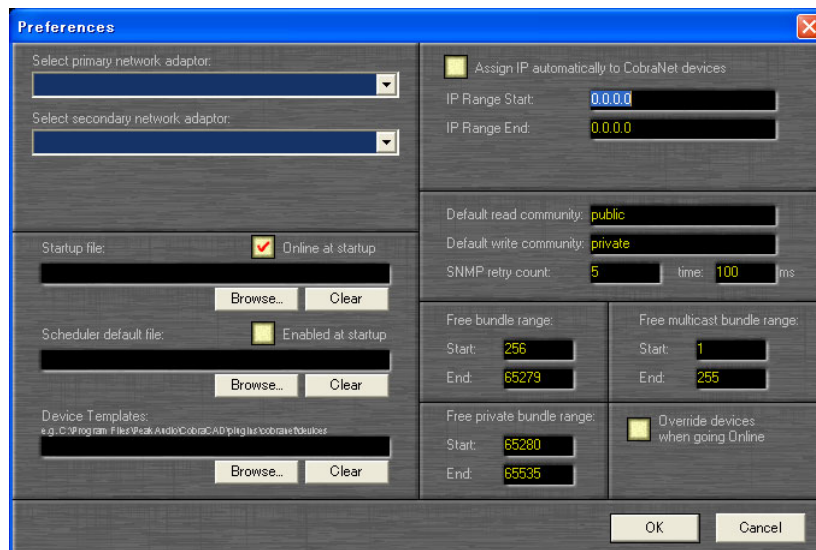 Preferences
Select primary network adaptor:
Select secondary network adaptor:
Assign IP automatically to CobraNet devices
IP Range Start: 0.0.0.0
IP Range End: 0.0.0.0
Default read community: public
Default write community: private
SNMP retry count: 5 time: 100 ms
Startup file: Online at startup
Browse... Clear
Scheduler default file: Enabled at startup
Browse... Clear
Device Templates:
e.g. C:\Program Files\Peak Audio\CobraCAD\plugins\cobranet\devices
Browse... Clear
Free bundle range:
Start: 256
End: 65279
Free multicast bundle range:
Start: 1
End: 255
Free private bundle range:
Start: 65280
End: 65535
Override devices
when going Online
OK Cancel